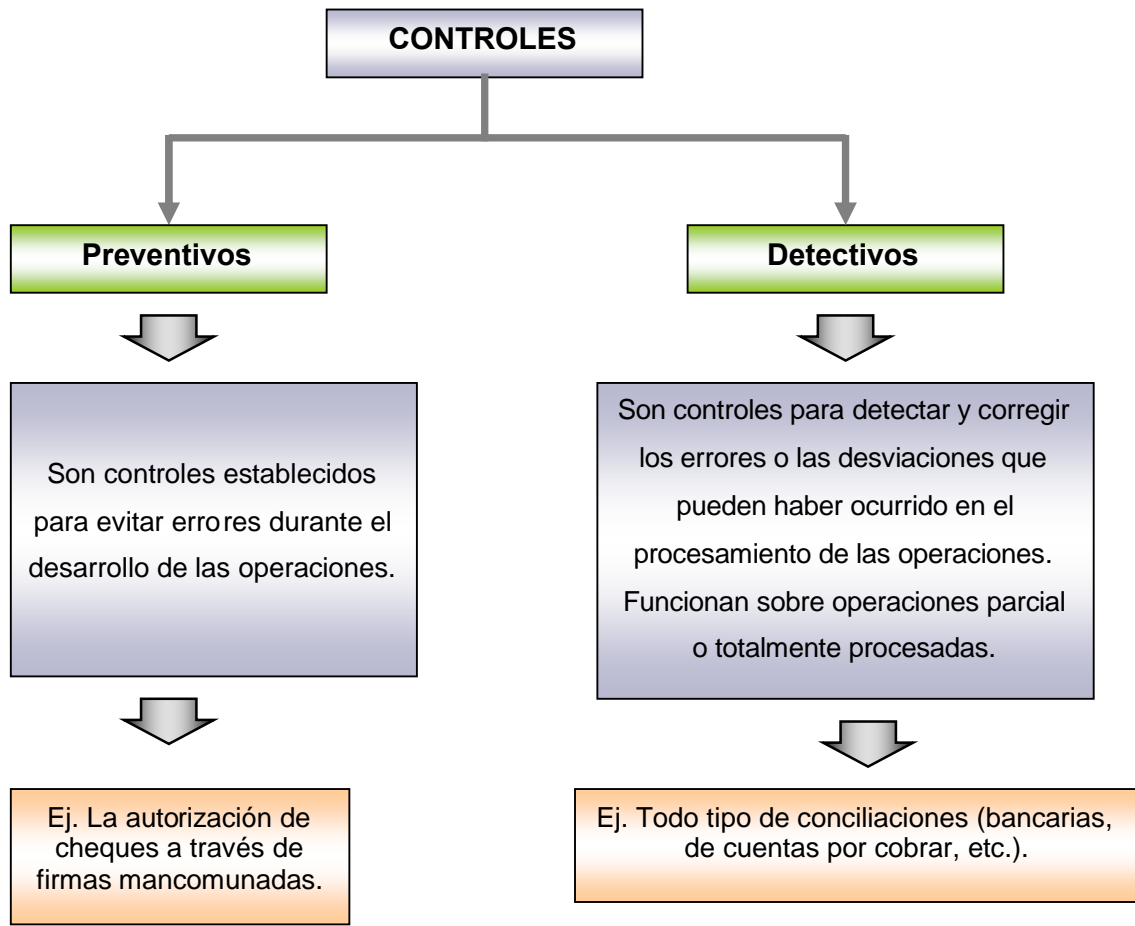 CONTROLES
Preventivos
Detectivos
Son controles establecidos
para evitar errores durante el
desarrollo de las operaciones.
Son controles para detectar y corregir
los errores o las desviaciones que
pueden haber ocurrido en el
procesamiento de las operaciones.
Funcionan sobre operaciones parcial
o totalmente procesadas.
Ej. La autorización de
cheques a través de
firmas mancomunadas.
Ej. Todo tipo de conciliaciones (bancarias,
de cuentas por cobrar, etc.).